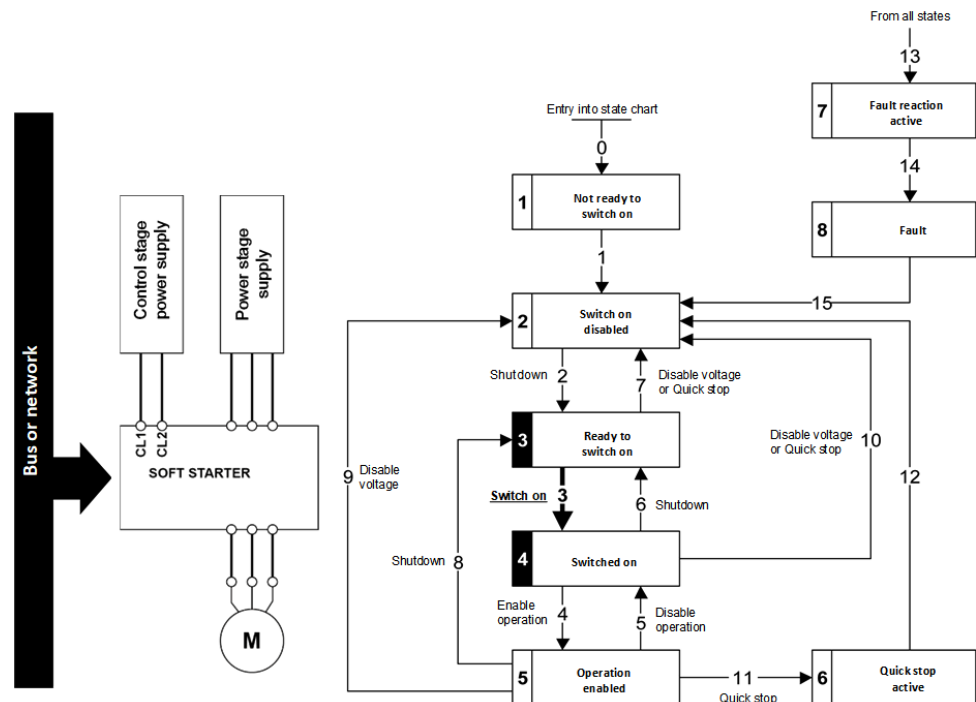 Bus or network
Control stage
power supply
Power stage
supply
CL1
CL2
SOFT STARTER
M
Entry into state chart
0
1
Not ready to
switch on
1
2
Switch on
disabled
Shutdown
2
7
Disable voltage
or Quick stop
3
Ready to
switch on
Switch on
3
6
Shutdown
4
Switched on
Enable
operation
4
5
Disable
operation
5
Operation
enabled
9
Disable
voltage
Shutdown
8
11
Quick stop
6
Quick stop
active
Disable voltage
or Quick stop
10
12
From all states
13
7
Fault reaction
active
14
8
Fault
15